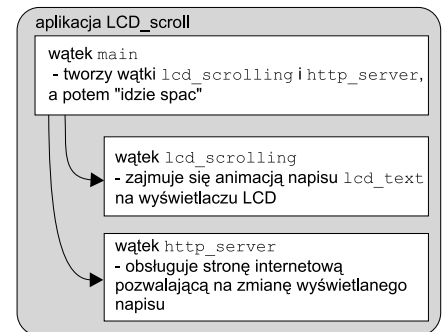 aplikacja LCD_scroll
wątek main
- tworzy wątki lcd_scrolling i http_server,
a potem "idzie spac"
wątek lcd_scrolling
- zajmuje się animacją napisu lcd_text
na wyświetlaczu LCD
wątek http_server
- obsługuje stronę internetową
pozwalającą na zmianę wyświetlanego
napisu